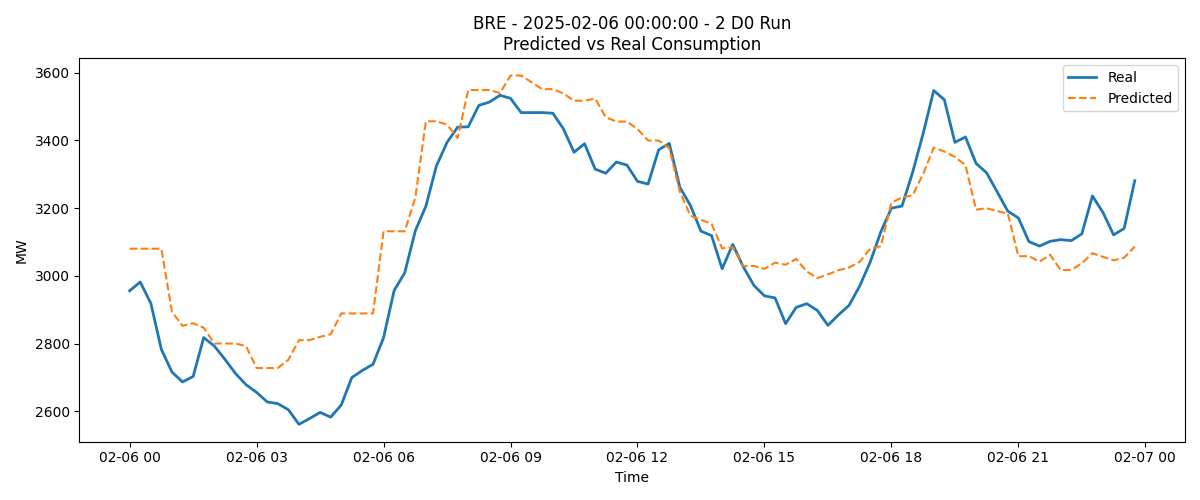 BRE - 2025-02-06 00:00:00 - 2 D0 Run
Predicted vs Real Consumption
Real
Predicted
MW
3600
3400
3200
3000
2800
2600
02-06 00
02-06 03
02-06 06
02-06 09
02-06 12
02-06 15
02-06 18
02-06 21
02-07 00
Time